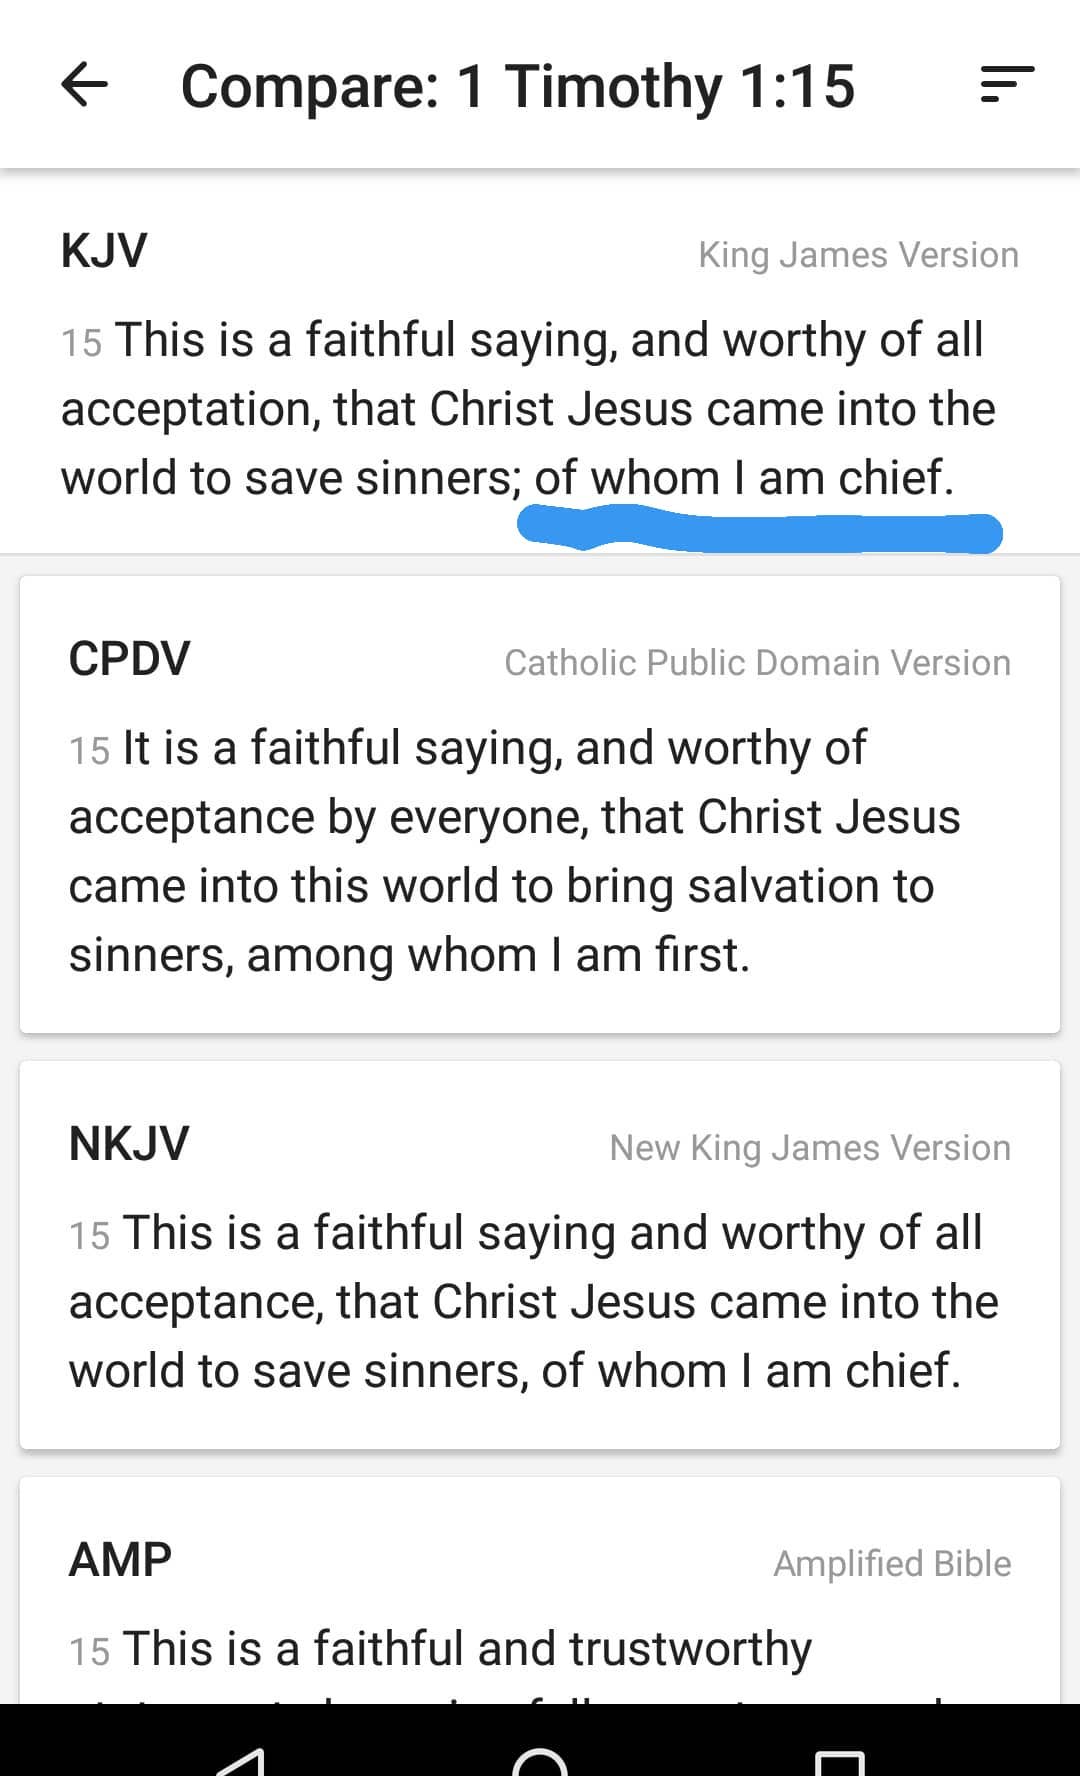 Compare: 1 Timothy 1:15
KJV King James Version
15 This is a faithful saying, and worthy of all
acceptation, that Christ Jesus came into the
world to save sinners; of whom I am chief.
CPDV Catholic Public Domain Version
15 It is a faithful saying, and worthy of
acceptance by everyone, that Christ Jesus
came into this world to bring salvation to
sinners, among whom I am first.
NKJV New King James Version
15 This is a faithful saying and worthy of all
acceptance, that Christ Jesus came into the
world to save sinners, of whom I am chief.
AMP Amplified Bible
15 This is a faithful and trustworthy